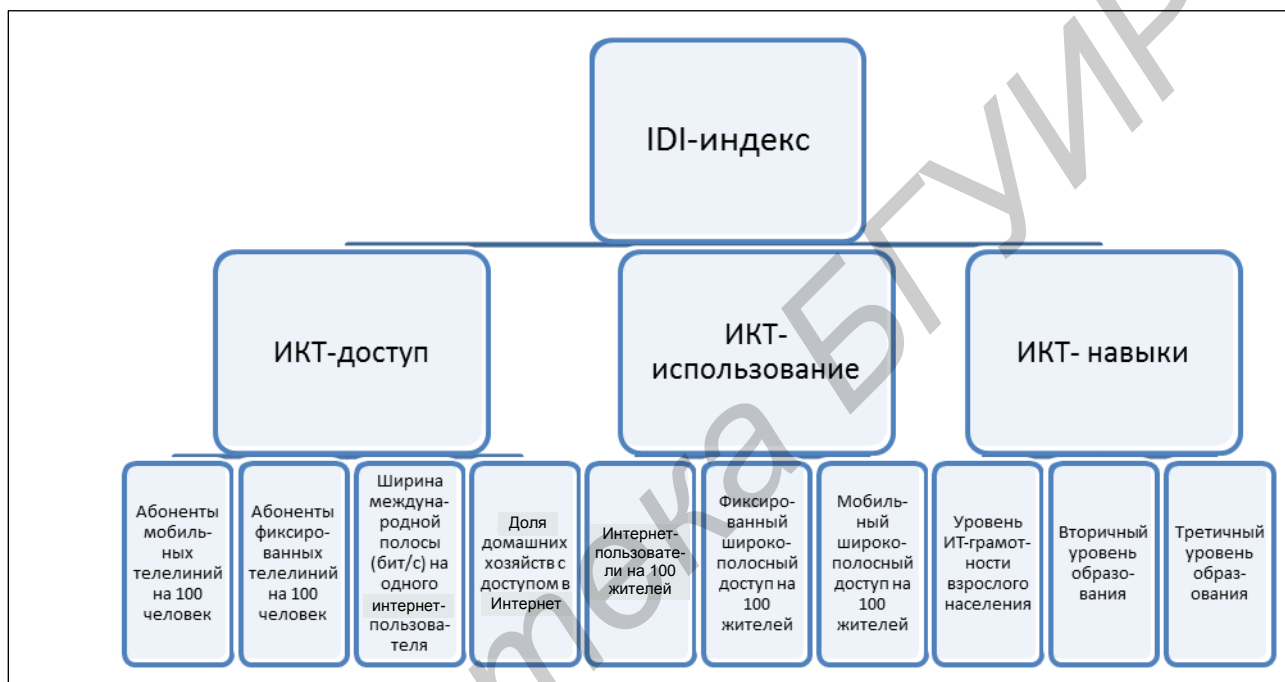 IDI-индекс
ИКТ-доступ
ИКТ-
использование
ИКТ- навыки
Абоненты
мобиль-
ных
телелиний
на 100
человек
Абоненты
фиксиро-
ванных
телелиний
на 100
человек
Ширина
междуна-
родной
полосы
(бит/с) на
одного
интернет-
пользова-
теля
Доля
домашних
хозяйств с
доступом в
Интернет
Интернет-
пользовате-
ли на 100
жителей
Фиксиро-
ванный
широко-
полосный
доступ на
100
жителей
Мобиль-
ный
широко-
полосный
доступ на
100
жителей
Уровень
ИТ-грамот-
ности
взрослого
населения
Вторичный
уровень
образо-
вания
Третичный
уровень
образ-
ования
тека БГУИР